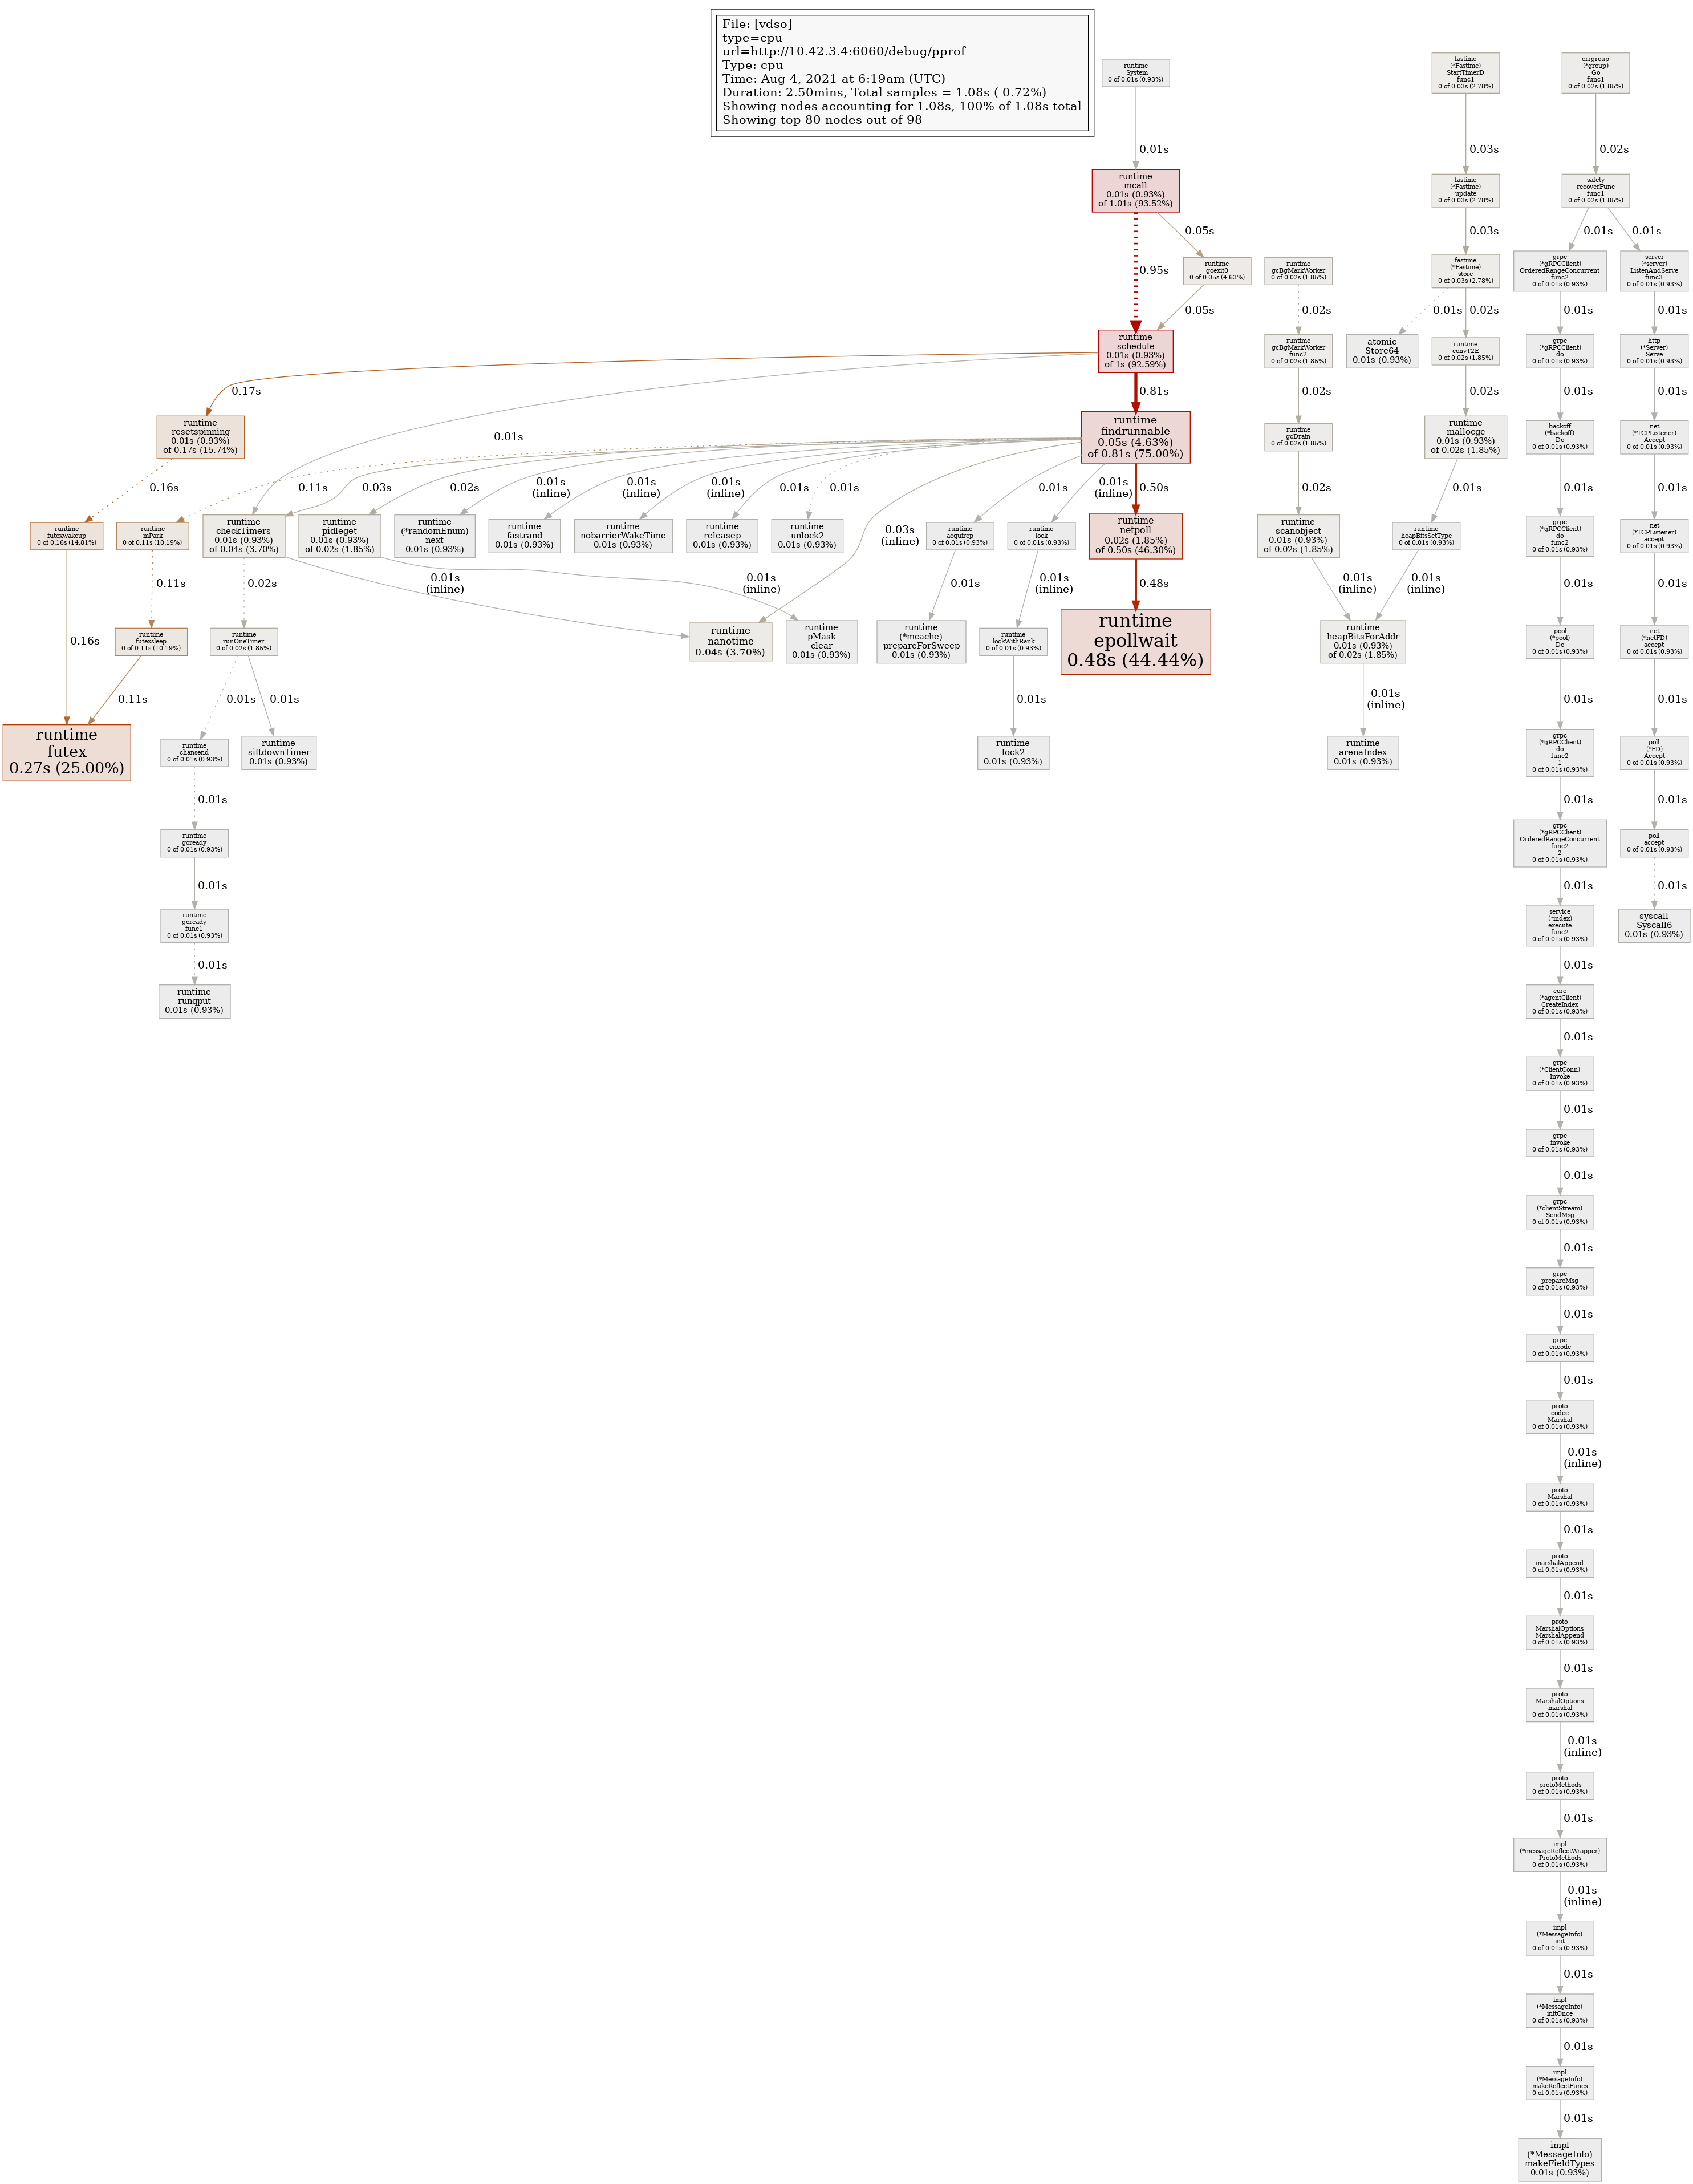 File: [vdso]
type=cpu
url=http://10.42.3.4:6060/debug/pprof
Type: cpu
Time: Aug 4, 2021 at 6:19am (UTC)
Duration: 2.50mins, Total samples = 1.08s ( 0.72%)
Showing nodes accounting for 1.08s, 100% of 1.08s total
Showing top 80 nodes out of 98
runtime
System
0 of 0.01s (0.93%)
fastime
(*Fastime)
StartTimerD
func1
0 of 0.03s (2.78%)
errgroup
(*group)
Go
func1
0 of 0.02s (1.85%)
0.01s
0.03s
0.02s
runtime
mcall
0.01s (0.93%)
of 1.01s (93.52%)
fastime
(*Fastime)
update
0 of 0.03s (2.78%)
safety
recoverFunc
func1
0 of 0.02s (1.85%)
0.05s
0.03s
0.01s
0.01s
0.95s
runtime
goexit0
0 of 0.05s (4.63%)
runtime
gcBgMarkWorker
0 of 0.02s (1.85%)
fastime
(*Fastime)
store
0 of 0.03s (2.78%)
grpc
(*gRPCClient)
OrderedRangeConcurrent
func2
0 of 0.01s (0.93%)
server
(*server)
ListenAndServe
func3
0 of 0.01s (0.93%)
0.05s
0.02s
0.01s
0.02s
0.01s
0.01s
runtime
schedule
0.01s (0.93%)
of 1s (92.59%)
runtime
gcBgMarkWorker
func2
0 of 0.02s (1.85%)
atomic
Store64
0.01s (0.93%)
runtime
convT2E
0 of 0.02s (1.85%)
grpc
(*gRPCClient)
do
0 of 0.01s (0.93%)
http
(*Server)
Serve
0 of 0.01s (0.93%)
0.17s
0.01s
0.81s
0.02s
0.02s
0.01s
0.01s
runtime
resetspinning
0.01s (0.93%)
of 0.17s (15.74%)
runtime
findrunnable
0.05s (4.63%)
of 0.81s (75.00%)
runtime
gcDrain
0 of 0.02s (1.85%)
runtime
mallocgc
0.01s (0.93%)
of 0.02s (1.85%)
backoff
(*backoff)
Do
0 of 0.01s (0.93%)
net
(*TCPListener)
Accept
0 of 0.01s (0.93%)
0.16s
0.11s
0.03s
0.02s
0.01s
(inline)
0.01s
(inline)
0.01s
(inline)
0.01s
0.01s
0.03s
(inline)
0.01s
0.01s
(inline)
0.50s
0.02s
0.01s
0.01s
0.01s
runtime
futexwakeup
0 of 0.16s (14.81%)
runtime
mPark
0 of 0.11s (10.19%)
runtime
checkTimers
0.01s (0.93%)
of 0.04s (3.70%)
runtime
pidleget
0.01s (0.93%)
of 0.02s (1.85%)
runtime
(*randomEnum)
next
0.01s (0.93%)
runtime
fastrand
0.01s (0.93%)
runtime
nobarrierWakeTime
0.01s (0.93%)
runtime
releasep
0.01s (0.93%)
runtime
unlock2
0.01s (0.93%)
runtime
acquirep
0 of 0.01s (0.93%)
runtime
lock
0 of 0.01s (0.93%)
runtime
netpoll
0.02s (1.85%)
of 0.50s (46.30%)
runtime
scanobject
0.01s (0.93%)
of 0.02s (1.85%)
runtime
heapBitsSetType
0 of 0.01s (0.93%)
grpc
(*gRPCClient)
do
func2
0 of 0.01s (0.93%)
net
(*TCPListener)
accept
0 of 0.01s (0.93%)
0.16s
0.11s
0.02s
0.01s
(inline)
0.01s
(inline)
0.01s
0.01s
(inline)
0.48s
0.01s
(inline)
0.01s
(inline)
0.01s
0.01s
runtime
futexsleep
0 of 0.11s (10.19%)
runtime
runOneTimer
0 of 0.02s (1.85%)
runtime
nanotime
0.04s (3.70%)
runtime
pMask
clear
0.01s (0.93%)
runtime
(*mcache)
prepareForSweep
0.01s (0.93%)
runtime
lockWithRank
0 of 0.01s (0.93%)
runtime
epollwait
0.48s (44.44%)
runtime
heapBitsForAddr
0.01s (0.93%)
of 0.02s (1.85%)
pool
(*pool)
Do
0 of 0.01s (0.93%)
net
(*netFD)
accept
0 of 0.01s (0.93%)
0.11s
0.01s
0.01s
0.01s
0.01s
(inline)
0.01s
0.01s
runtime
futex
0.27s (25.00%)
runtime
chansend
0 of 0.01s (0.93%)
runtime
siftdownTimer
0.01s (0.93%)
runtime
lock2
0.01s (0.93%)
runtime
arenaIndex
0.01s (0.93%)
grpc
(*gRPCClient)
do
func2
1
0 of 0.01s (0.93%)
poll
(*FD)
Accept
0 of 0.01s (0.93%)
0.01s
0.01s
0.01s
runtime
goready
0 of 0.01s (0.93%)
grpc
(*gRPCClient)
OrderedRangeConcurrent
func2
2
0 of 0.01s (0.93%)
poll
accept
0 of 0.01s (0.93%)
0.01s
0.01s
0.01s
runtime
goready
func1
0 of 0.01s (0.93%)
service
(*index)
execute
func2
0 of 0.01s (0.93%)
syscall
Syscall6
0.01s (0.93%)
0.01s
0.01s
runtime
runqput
0.01s (0.93%)
core
(*agentClient)
CreateIndex
0 of 0.01s (0.93%)
0.01s
grpc
(*ClientConn)
Invoke
0 of 0.01s (0.93%)
0.01s
grpc
invoke
0 of 0.01s (0.93%)
0.01s
grpc
(*clientStream)
SendMsg
0 of 0.01s (0.93%)
0.01s
grpc
prepareMsg
0 of 0.01s (0.93%)
0.01s
grpc
encode
0 of 0.01s (0.93%)
0.01s
proto
codec
Marshal
0 of 0.01s (0.93%)
0.01s
(inline)
proto
Marshal
0 of 0.01s (0.93%)
0.01s
proto
marshalAppend
0 of 0.01s (0.93%)
0.01s
proto
MarshalOptions
MarshalAppend
0 of 0.01s (0.93%)
0.01s
proto
MarshalOptions
marshal
0 of 0.01s (0.93%)
0.01s
(inline)
proto
protoMethods
0 of 0.01s (0.93%)
0.01s
impl
(*messageReflectWrapper)
ProtoMethods
0 of 0.01s (0.93%)
0.01s
(inline)
impl
(*MessageInfo)
init
0 of 0.01s (0.93%)
0.01s
impl
(*MessageInfo)
initOnce
0 of 0.01s (0.93%)
0.01s
impl
(*MessageInfo)
makeReflectFuncs
0 of 0.01s (0.93%)
0.01s
impl
(*MessageInfo)
makeFieldTypes
0.01s (0.93%)